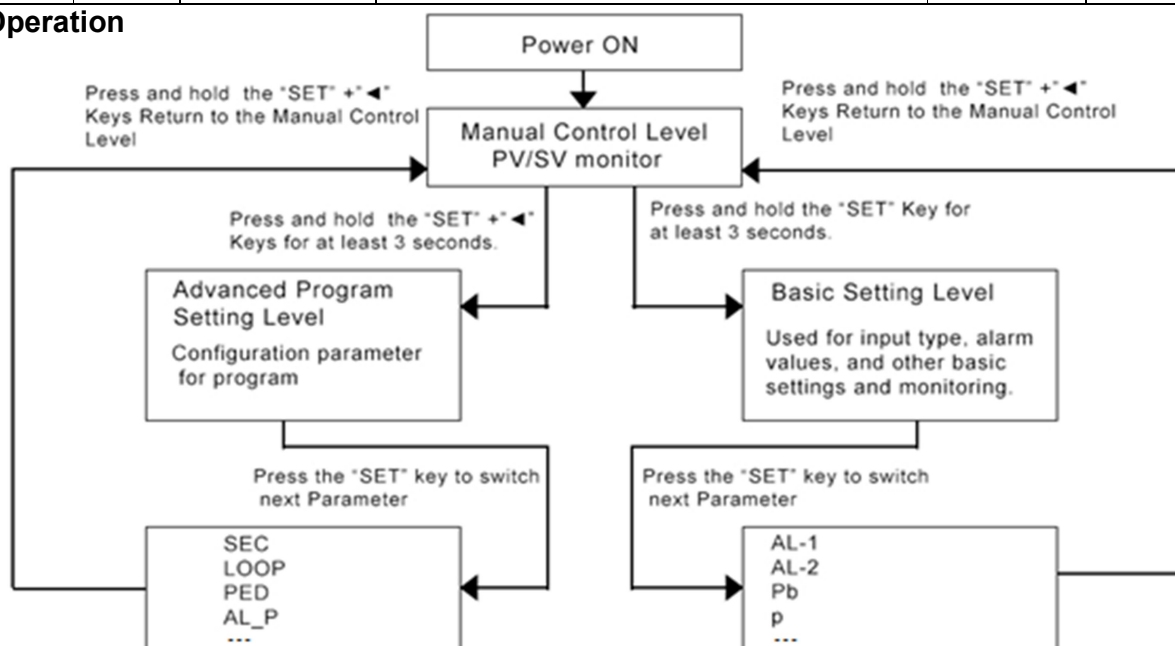 Operation
Power ON
Press and hold the "SET" +"◄"
Keys Return to the Manual Control
Level
Manual Control Level
PV/SV monitor
Press and hold the "SET" +"◄"
Keys Return to the Manual Control
Level
Press and hold the "SET" +"◄"
Keys for at least 3 seconds.
Press and hold the "SET" Key for
at least 3 seconds.
Advanced Program
Setting Level
Configuration parameter
for program
Basic Setting Level
Used for input type, alarm
values, and other basic
settings and monitoring.
Press the "SET" key to switch
next Parameter
Press the "SET" key to switch
next Parameter
SEC
LOOP
PED
AL_P
---
AL-1
AL-2
Pb
p
---